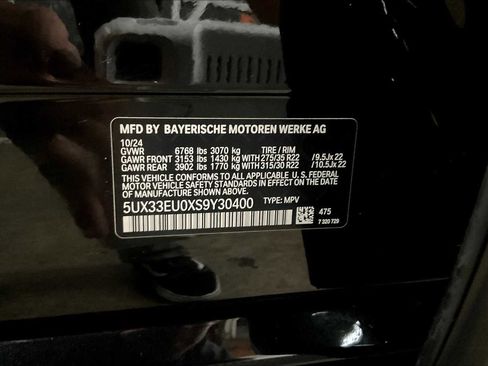 MFD BY BAYERISCHE MOTOREN WERKE AG
10/24
GVWR 6768 lbs 3070 kg TIRE / RIM
GAWR FRONT 3153 lbs 1430 kg WITH 275/35 R22 / 9.5Jx 22
GAWR REAR 3902 lbs 1770 kg WITH 315/30 R22 / 10.5Jx 22
THIS VEHICLE CONFORMS TO ALL APPLICABLE U.S. FEDERAL
MOTOR VEHICLE SAFETY STANDARDS IN EFFECT ON THE DATE
OF MANUFACTURE SHOWN ABOVE.
5UX33EU0XS9Y30400 TYPE: MPV
475
7 320 729